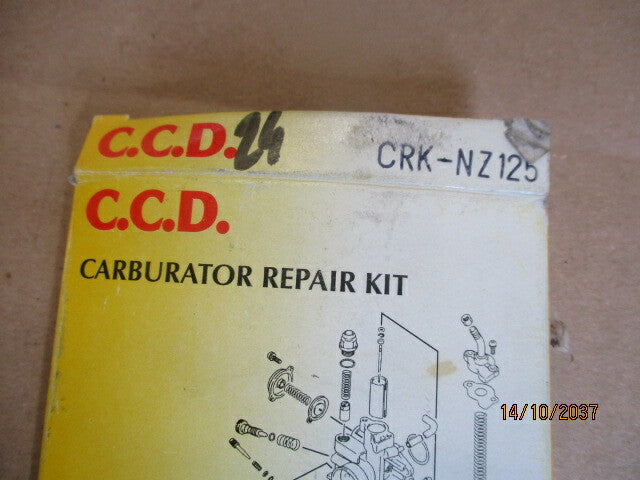 C.C.D. 24 CRK-NZ125
C.C.D.
CARBURATOR REPAIR KIT
14/10/2037